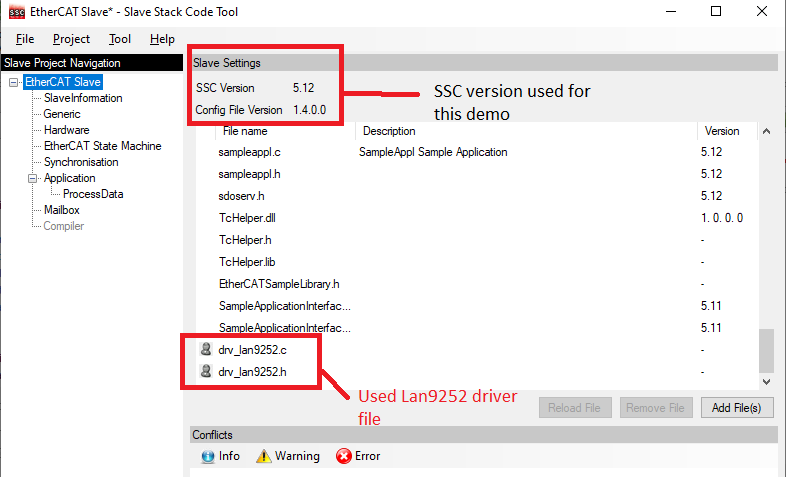 SSC
EtherCAT Slave* - Slave Stack Code Tool
File Project Tool Help
Slave Project Navigation
EtherCAT Slave
SlaveInformation
Generic
Hardware
EtherCAT State Machine
Synchronisation
Application
ProcessData
Mailbox
Compiler
Slave Settings
SSC Version 5.12
Config File Version 1.4.0.0
SSC version used for
this demo
File name Description Version
sampleappl.c SampleAppl Sample Application 5.12
sampleappl.h 5.12
sdoserv.h 5.12
TcHelper.dll 1. 0. 0. 0
TcHelper.h -
TcHelper.lib -
EtherCATSampleLibrary.h -
SampleApplicationInterfac... 5.11
SampleApplicationInterfac... 5.11
drv_lan9252.c -
drv_lan9252.h -
Used Lan9252 driver
file
Reload File Remove File Add File(s)
Conflicts
Info Warning Error